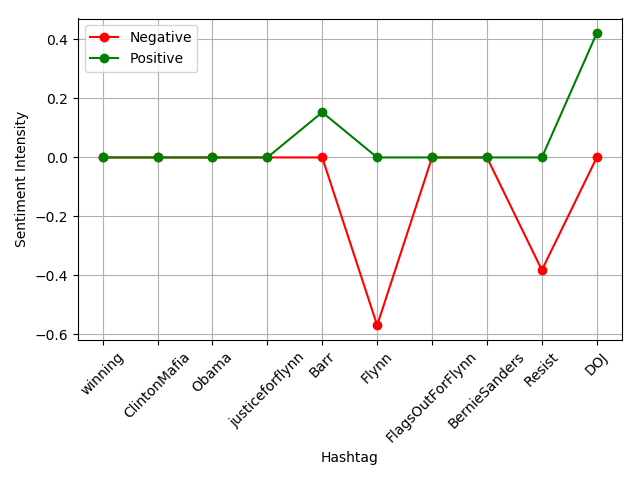 Negative
Positive
0.4
0.2
0.0
−0.2
−0.4
−0.6
Sentiment Intensity
winning
ClintonMafia
Obama
justiceforflynn
Barr
Flynn
FlagsOutForFlynn
BernieSanders
Resist
DOJ
Hashtag